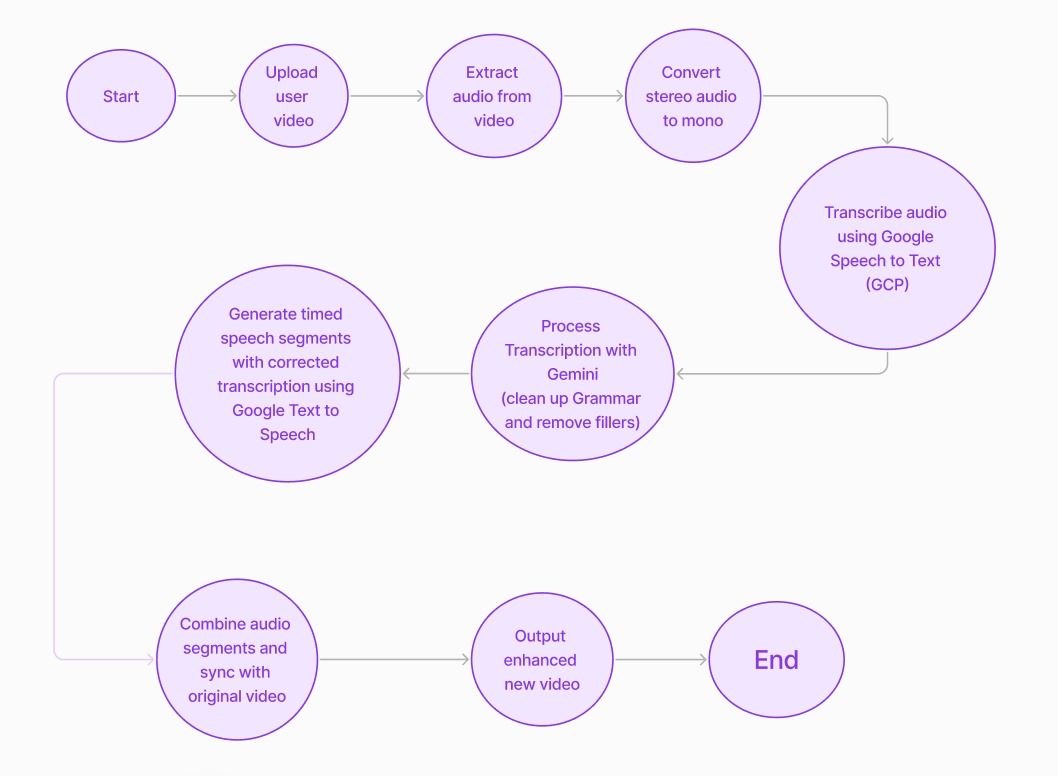 Start
Upload
user
video
Extract
audio from
video
Convert
stereo audio
to mono
Transcribe audio
using Google
Speech to Text
(GCP)
Process
Transcription with
Gemini
(clean up Grammar
and remove fillers)
Generate timed
speech segments
with corrected
transcription using
Google Text to
Speech
Combine audio
segments and
sync with
original video
Output
enhanced
new video
End